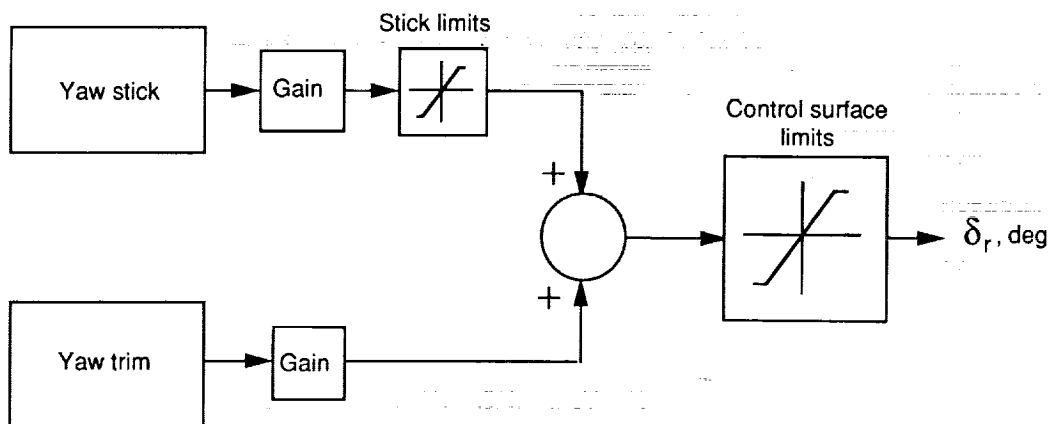 Stick limits
Yaw stick
Gain
Control surface
limits
+
δr, deg
+
Yaw trim
Gain